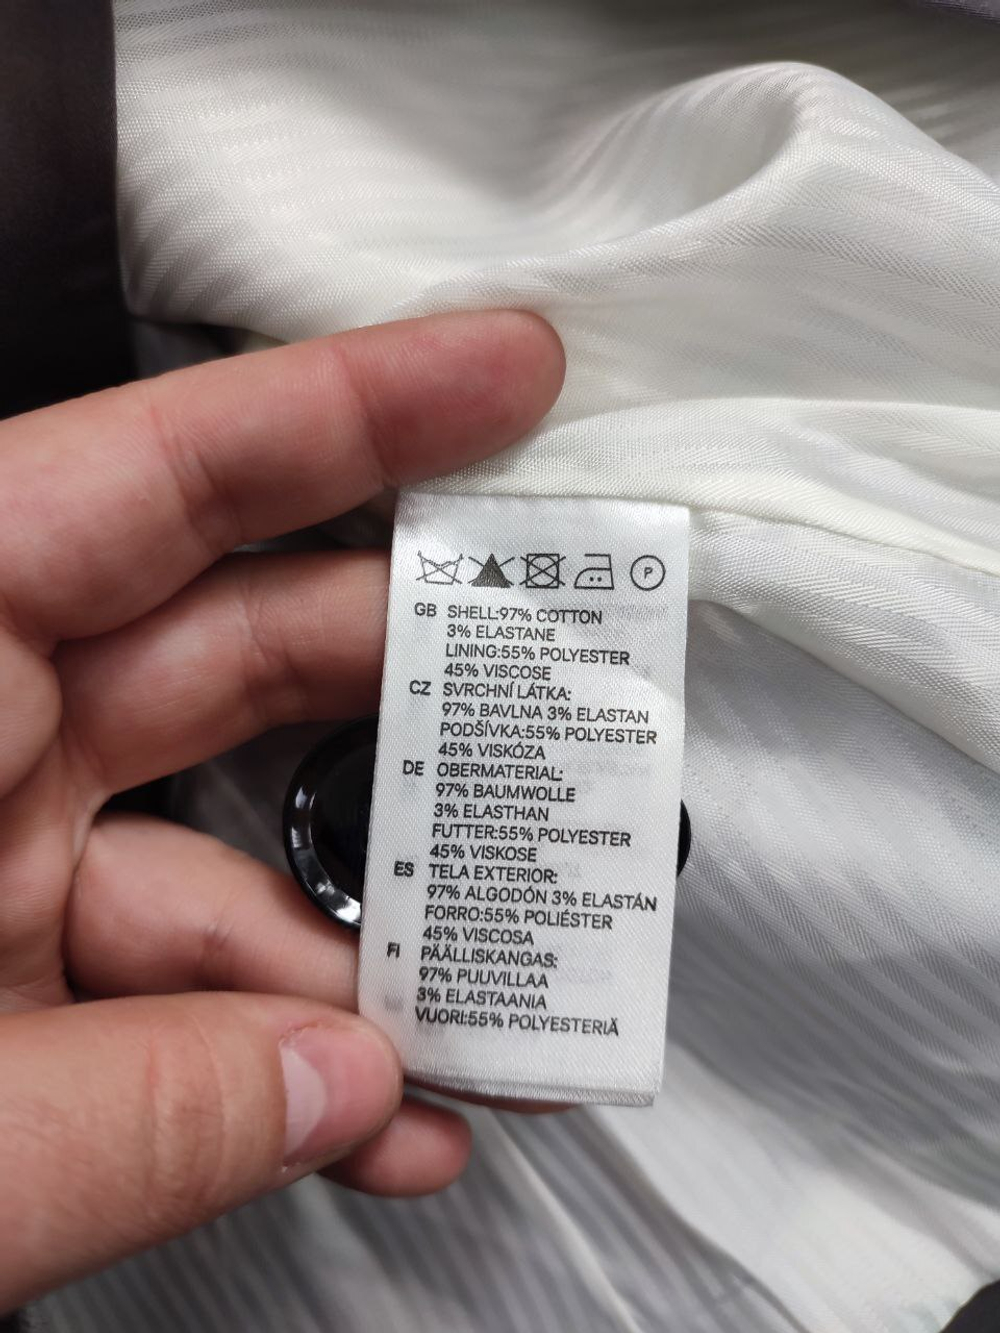 P
GB SHELL:97% COTTON
3% ELASTANE
LINING:55% POLYESTER
45% VISCOSE
CZ SVRCHNÍ LÁTKA:
97% BAVLNA 3% ELASTAN
PODŠÍVKA:55% POLYESTER
45% VISKÓZA
DE OBERMATERIAL:
97% BAUMWOLLE
3% ELASTHAN
FUTTER:55% POLYESTER
45% VISKOSE
ES TELA EXTERIOR:
97% ALGODÓN 3% ELASTÁN
FORRO:55% POLIÉSTER
45% VISCOSA
FI PÄÄLLISKANGAS:
97% PUUVILLAA
3% ELASTAANIA
VUORI:55% POLYESTERIÄ